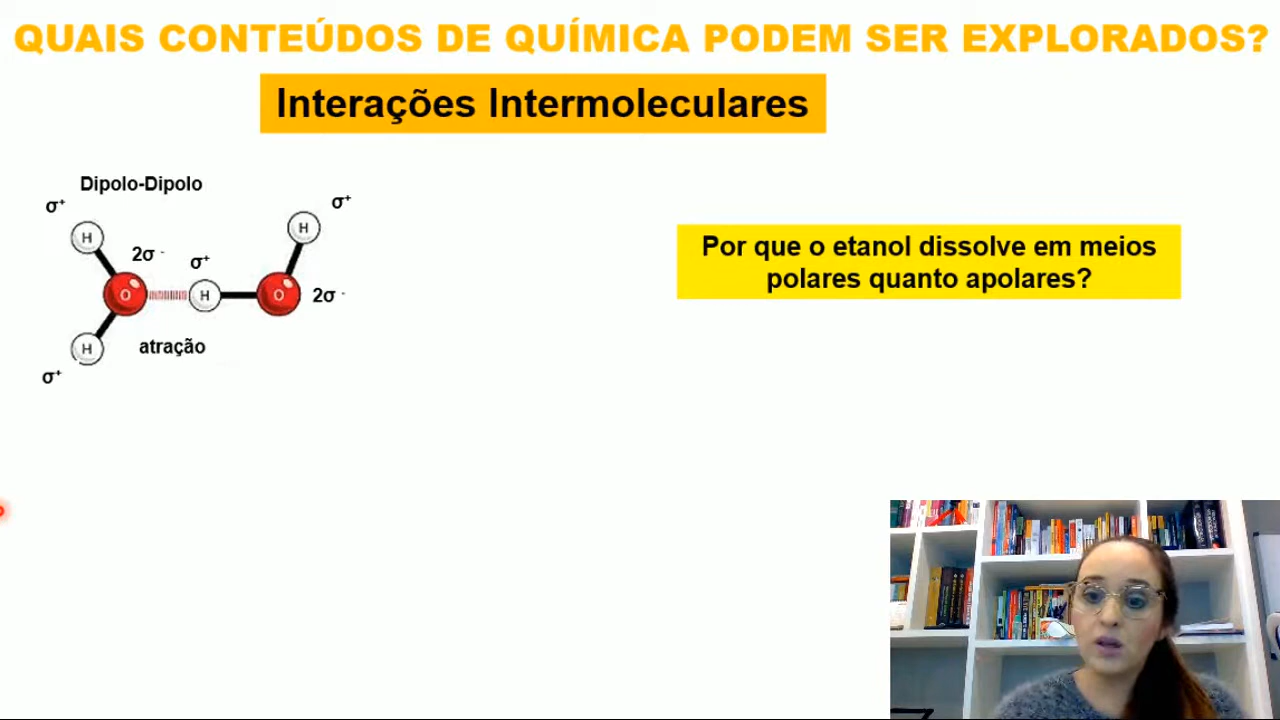 QUAIS CONTEÚDOS DE QUÍMICA PODEM SER EXPLORADOS?
Interações Intermoleculares
Dipolo-Dipolo
σ⁺
σ⁺
H
H
2σ ⁻
σ⁺
O
H
O
2σ ⁻
H
atração
σ⁺
Por que o etanol dissolve em meios
polares quanto apolares?